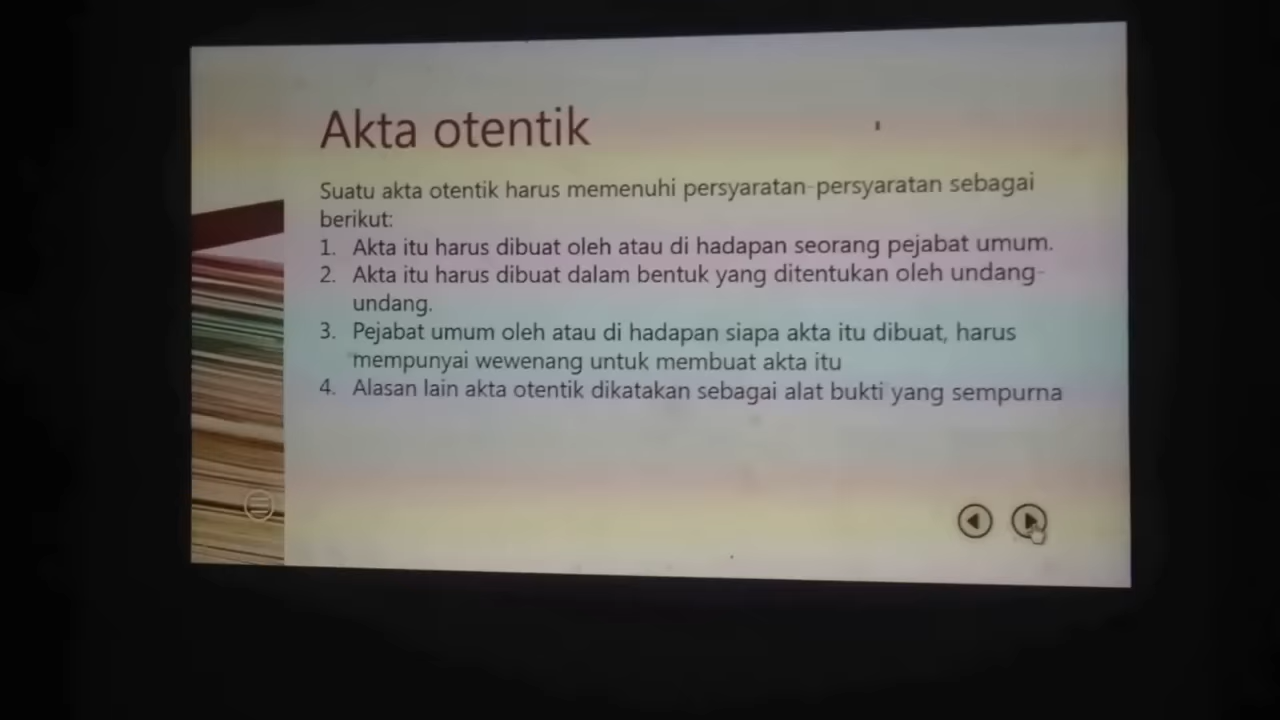 Akta otentik
Suatu akta otentik harus memenuhi persyaratan-persyaratan sebagai
berikut:
1. Akta itu harus dibuat oleh atau di hadapan seorang pejabat umum.
2. Akta itu harus dibuat dalam bentuk yang ditentukan oleh undang-
undang.
3. Pejabat umum oleh atau di hadapan siapa akta itu dibuat, harus
mempunyai wewenang untuk membuat akta itu
4. Alasan lain akta otentik dikatakan sebagai alat bukti yang sempurna